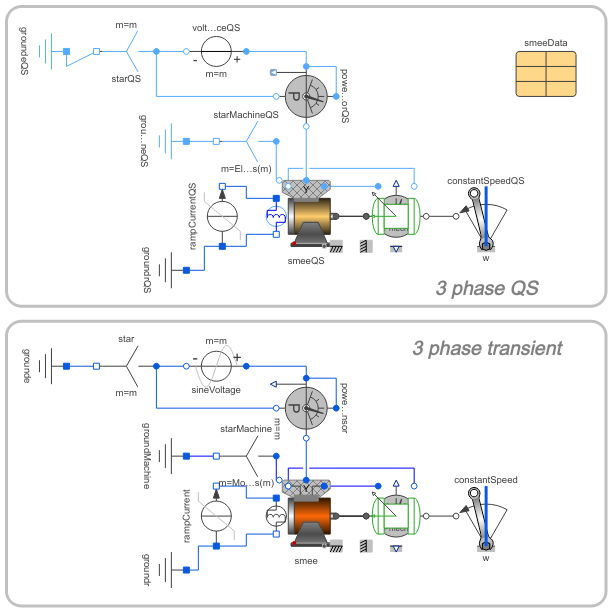 m=m
volt...ceQS
smeeData
groundeQS
starQS
- +
m=m
powe...orQS
P
starMachineQS
grou...neQS
m=El...s(m)
Y
constantSpeedQS
rampCurrentQS
w
smeeQS
groundrQS
3 phase QS
star
m=m
3 phase transient
grounde
- +
m=m
sineVoltage
powe...nsor
P
m=m
starMachine
groundMachine
m=Mo...s(m)
Y
constantSpeed
rampCurrent
w
smee
groundr